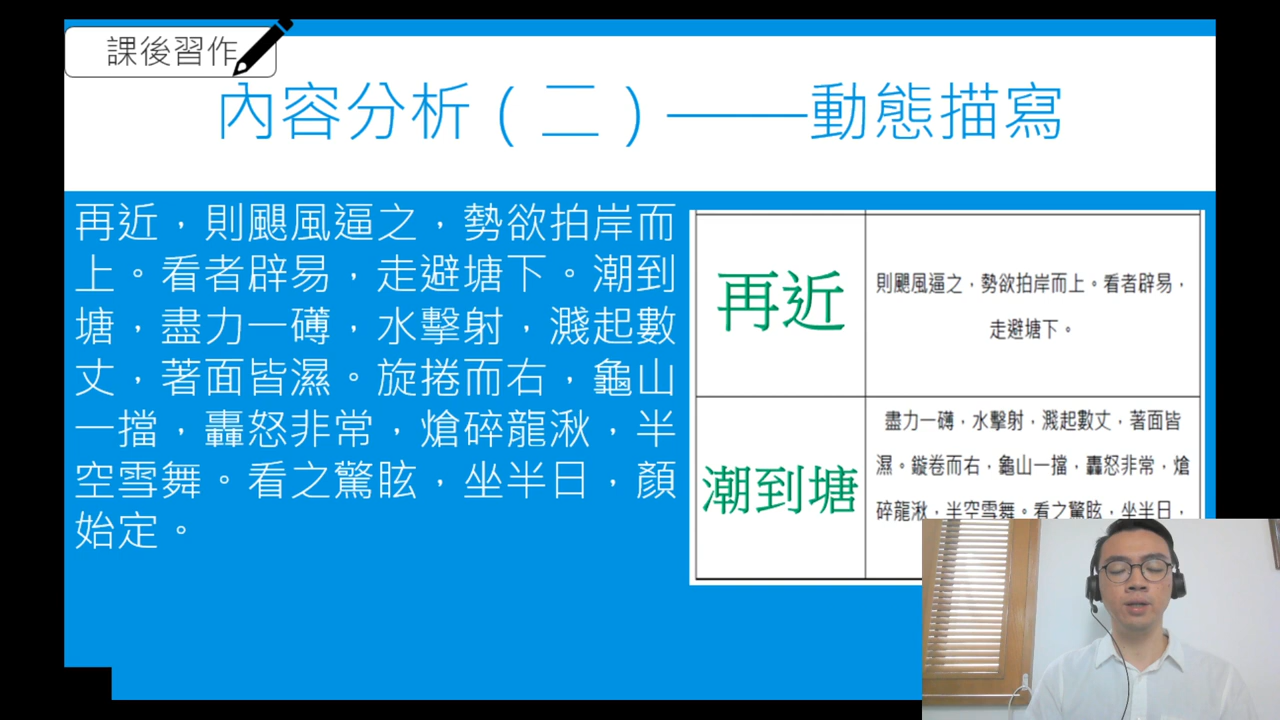 課後習作
內容分析（二）——動態描寫
再近，則颶風逼之，勢欲拍岸而
上。看者辟易，走避塘下。潮到
塘，盡力一礡，水擊射，濺起數
丈，著面皆濕。旋捲而右，龜山
一擋，轟怒非常，熗碎龍湫，半
空雪舞。看之驚眩，坐半日，顏
始定。
再近
則颶風逼之，勢欲拍岸而上。看者辟易，
走避塘下。
潮到塘
盡力一礡，水擊射，濺起數丈，著面皆
濕。鏇卷而右，龜山一擋，轟怒非常，熗
碎龍湫，半空雪舞。看之驚眩，坐半日，